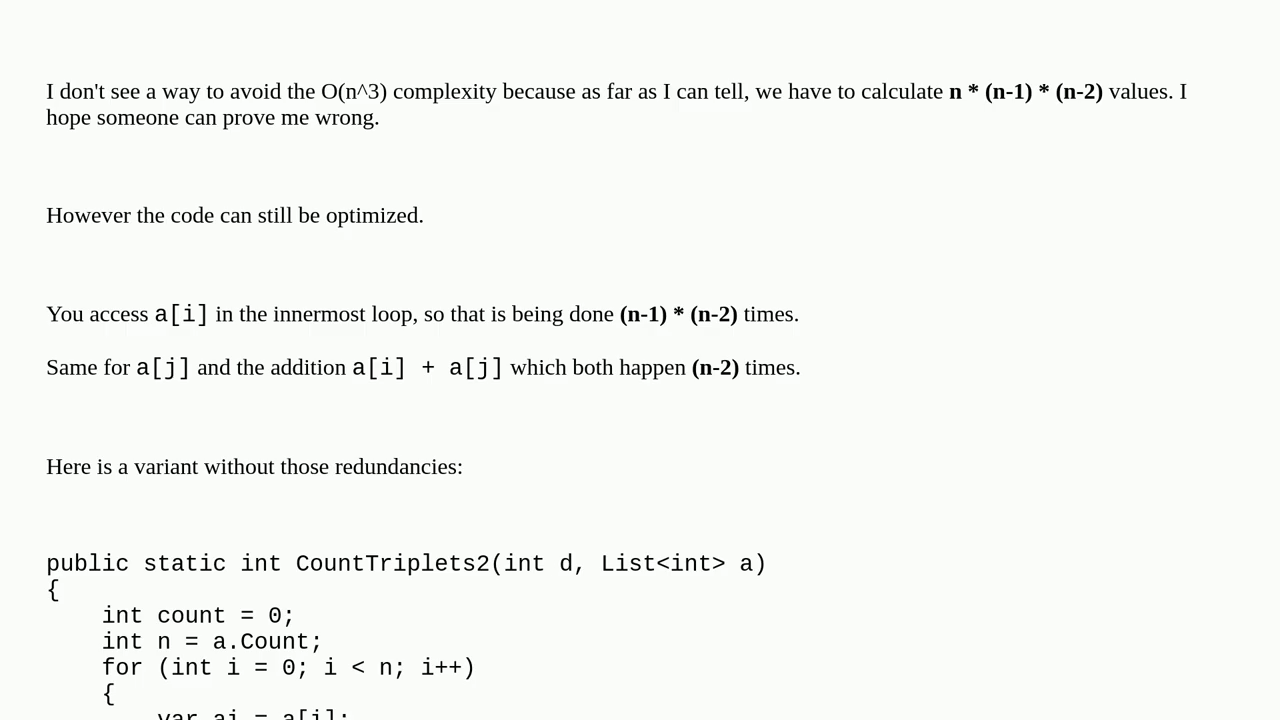 I don't see a way to avoid the O(n^3) complexity because as far as I can tell, we have to calculate n * (n-1) * (n-2) values. I
hope someone can prove me wrong.
However the code can still be optimized.
You access a[i] in the innermost loop, so that is being done (n-1) * (n-2) times.
Same for a[j] and the addition a[i] + a[j] which both happen (n-2) times.
Here is a variant without those redundancies:
public static int CountTriplets2(int d, List<int> a)
{
    int count = 0;
    int n = a.Count;
    for (int i = 0; i < n; i++)
    {
        var ai = a[i];